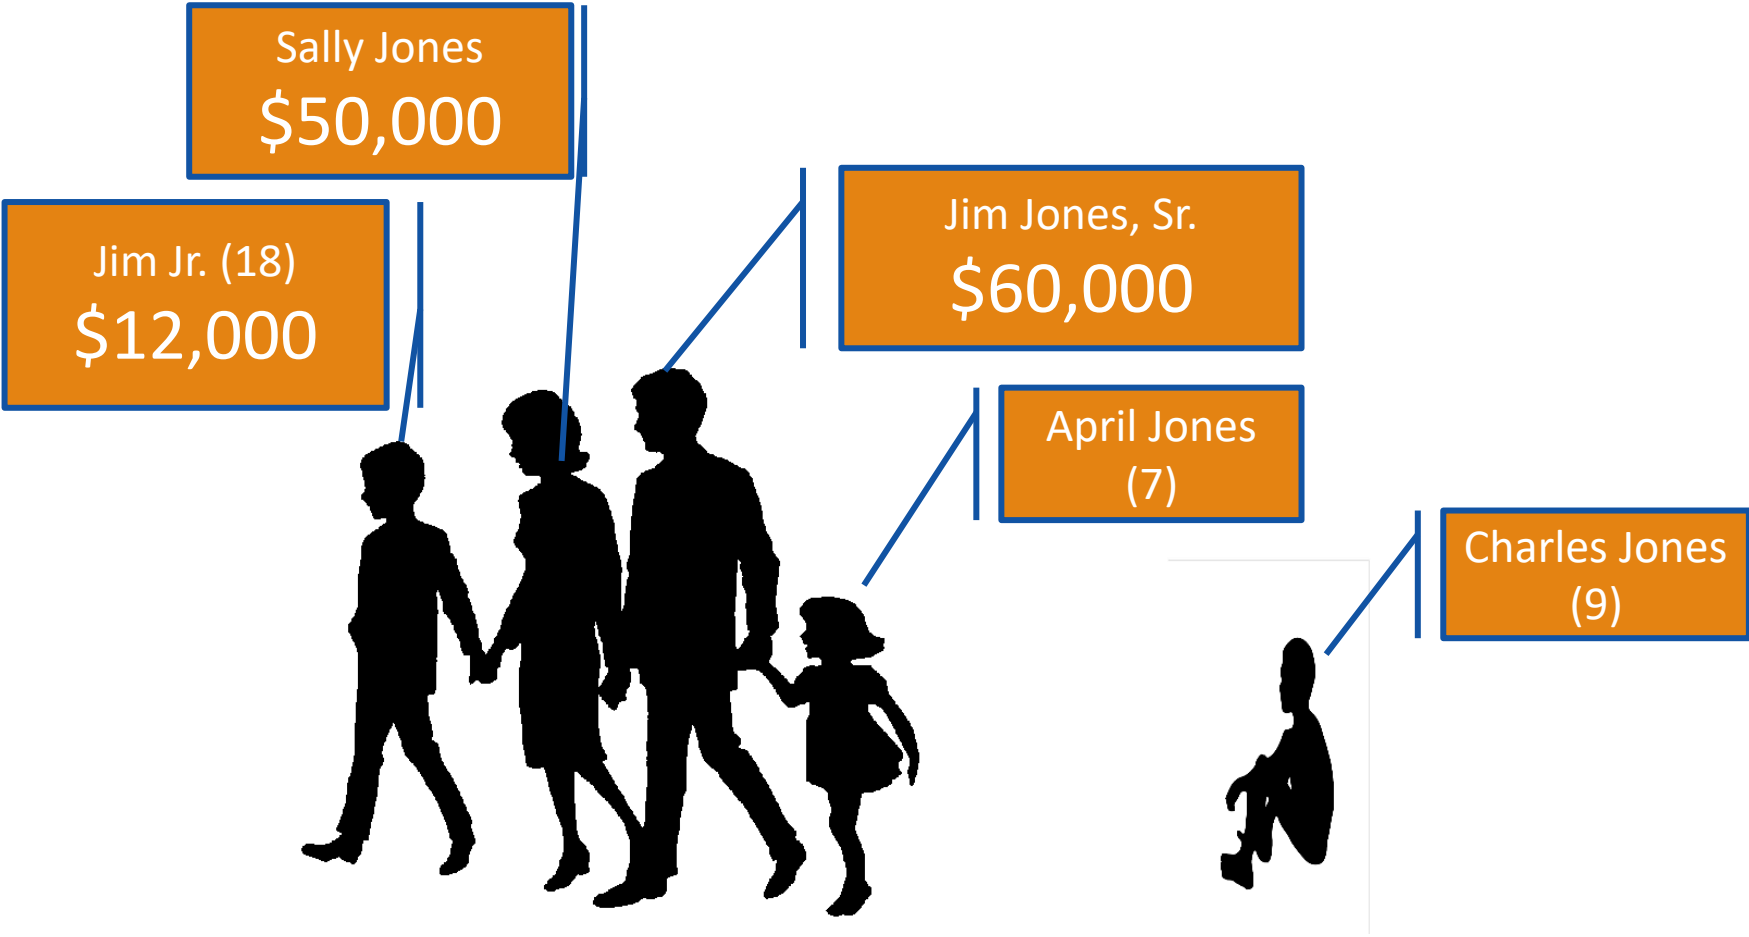 Sally Jones
$50,000
Jim Jr. (18)
$12,000
Jim Jones, Sr.
$60,000
April Jones
(7)
Charles Jones
(9)